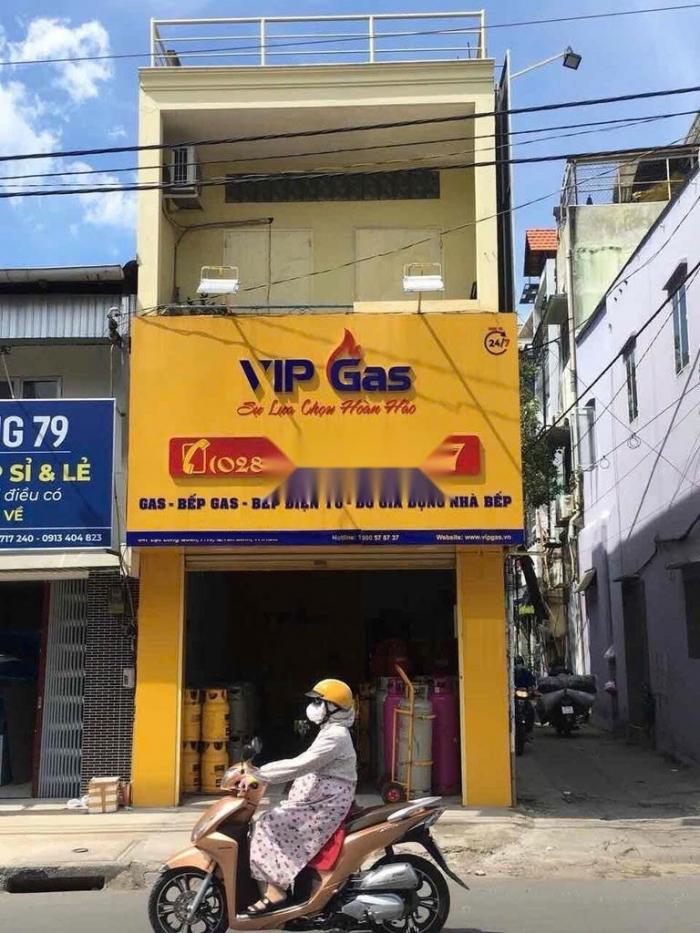 24/7
VIP Gas
Sự Lựa Chọn Hoàn Hảo
(028 7
GAS - BẾP GAS - BẾP ĐIỆN TỪ - ĐỒ GIA DỤNG NHÀ BẾP
Hotline: 1900 57 57 37 Website: www.vipgas.vn
NG 79
SỈ & LẺ
điều có
VỀ
717 240 - 0913 404 823